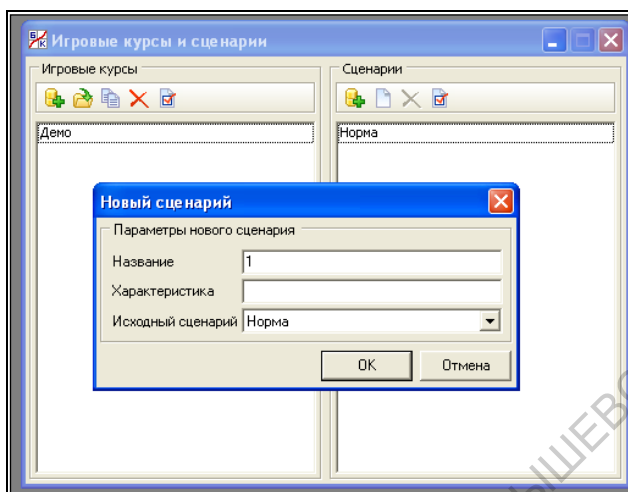 Игровые курсы и сценарии
Игровые курсы
Сценарии
Демо
Норма
Новый сценарий
Параметры нового сценария
Название 1
Характеристика
Исходный сценарий Норма
OK Отмена